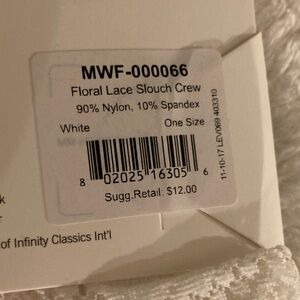 MWF-000066
Floral Lace Slouch Crew
90% Nylon, 10% Spandex
White One Size
8 02025 16305 6
Sugg.Retail: $12.00
11-10-17 LEV069 403310
of Infinity Classics Int'l